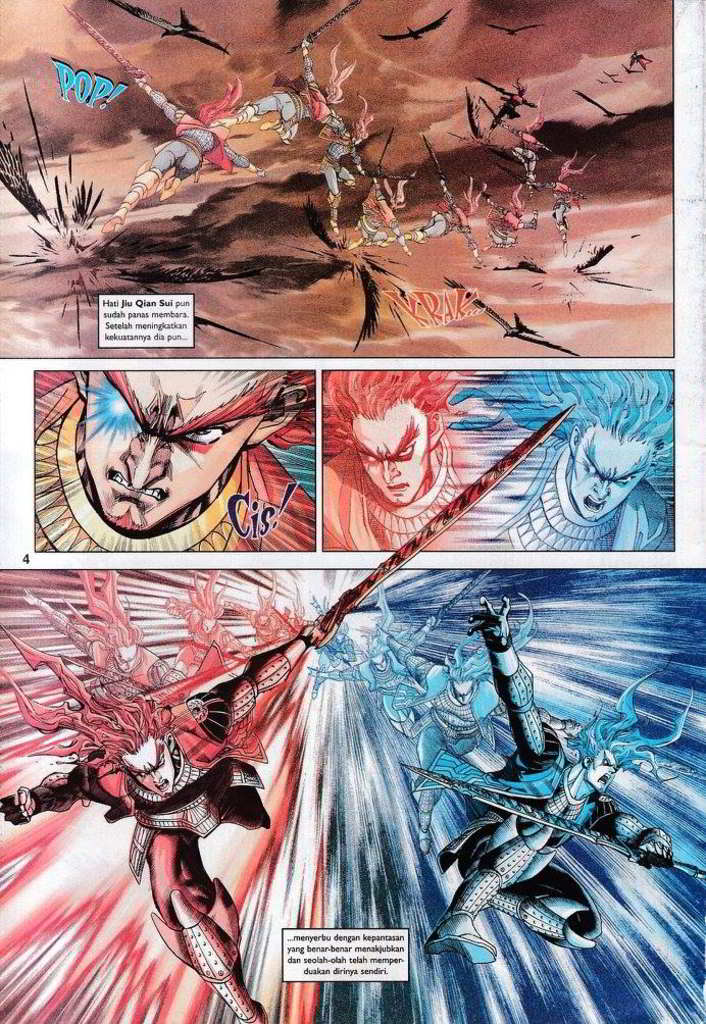 POP!
Hati Jiu Qian Sui pun
sudah panas membara.
Setelah meningkatkan
kekuatannya dia pun...
KRAK...
Cis!
4
...menyerbu dengan kepantasan
yang benar-benar menakjubkan
dan seolah-olah telah memper-
duakan dirinya sendiri.